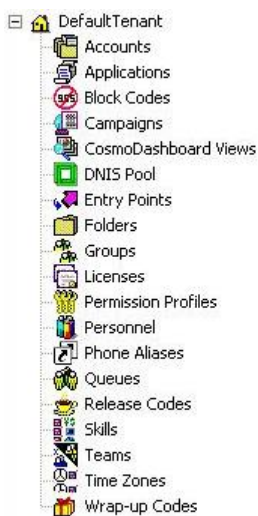 DefaultTenant
Accounts
Applications
Block Codes
Campaigns
CosmoDashboard Views
DNIS Pool
Entry Points
Folders
Groups
Licenses
Permission Profiles
Personnel
Phone Aliases
Queues
Release Codes
Skills
Teams
Time Zones
Wrap-up Codes